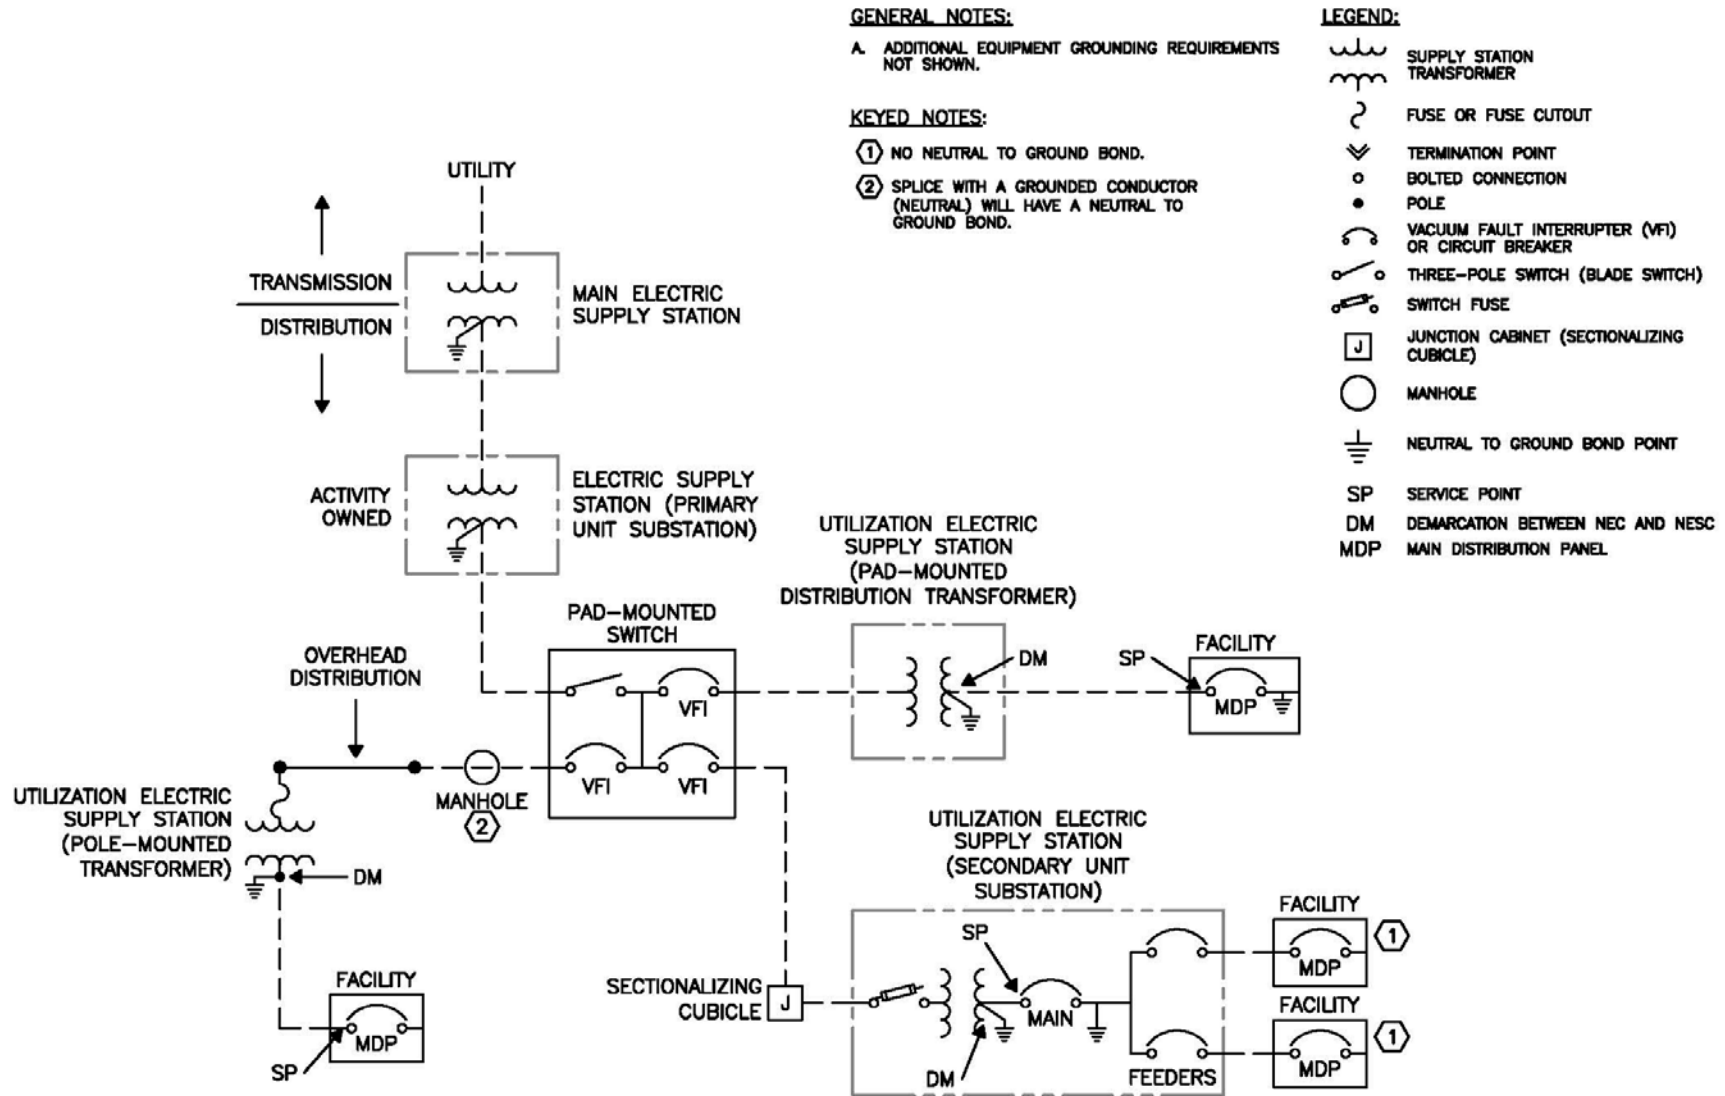 GENERAL NOTES:
A. ADDITIONAL EQUIPMENT GROUNDING REQUIREMENTS
NOT SHOWN.
KEYED NOTES:
1 NO NEUTRAL TO GROUND BOND.
2 SPLICE WITH A GROUNDED CONDUCTOR
(NEUTRAL) WILL HAVE A NEUTRAL TO
GROUND BOND.
LEGEND:
SUPPLY STATION
TRANSFORMER
FUSE OR FUSE CUTOUT
TERMINATION POINT
BOLTED CONNECTION
POLE
VACUUM FAULT INTERRUPTER (VFI)
OR CIRCUIT BREAKER
THREE-POLE SWITCH (BLADE SWITCH)
SWITCH FUSE
J JUNCTION CABINET (SECTIONALIZING
CUBICLE)
MANHOLE
NEUTRAL TO GROUND BOND POINT
SP SERVICE POINT
DM DEMARCATION BETWEEN NEC AND NESC
MDP MAIN DISTRIBUTION PANEL
UTILITY
TRANSMISSION
DISTRIBUTION
MAIN ELECTRIC
SUPPLY STATION
ACTIVITY
OWNED
ELECTRIC SUPPLY
STATION (PRIMARY
UNIT SUBSTATION)
UTILIZATION ELECTRIC
SUPPLY STATION
(PAD-MOUNTED
DISTRIBUTION TRANSFORMER)
DM
SP
FACILITY
MDP
PAD-MOUNTED
SWITCH
VFI
VFI
VFI
OVERHEAD
DISTRIBUTION
MANHOLE
2
UTILIZATION ELECTRIC
SUPPLY STATION
(POLE-MOUNTED
TRANSFORMER)
DM
FACILITY
MDP
SP
SECTIONALIZING
CUBICLE
J
UTILIZATION ELECTRIC
SUPPLY STATION
(SECONDARY UNIT
SUBSTATION)
SP
MAIN
DM
FEEDERS
FACILITY
MDP
1
FACILITY
MDP
1